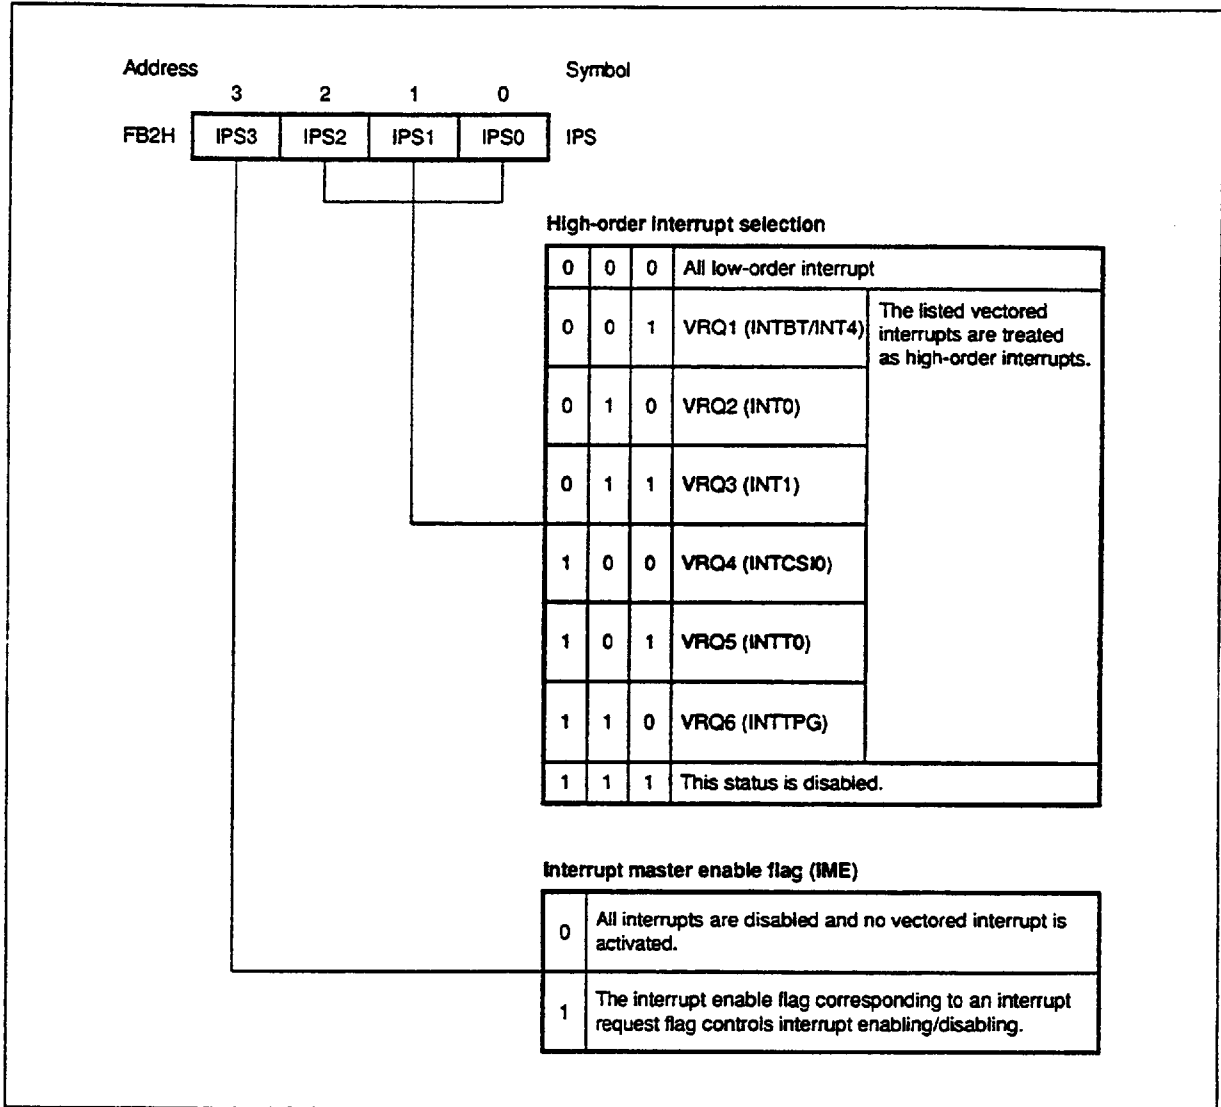 Address Symbol
3 2 1 0
FB2H IPS3 IPS2 IPS1 IPS0 IPS
High-order interrupt selection
0 0 0 All low-order interrupt
0 0 1 VRQ1 (INTBT/INT4)
The listed vectored
interrupts are treated
as high-order interrupts.
0 1 0 VRQ2 (INT0)
0 1 1 VRQ3 (INT1)
1 0 0 VRQ4 (INTCSI0)
1 0 1 VRQ5 (INTT0)
1 1 0 VRQ6 (INTTPG)
1 1 1 This status is disabled.
Interrupt master enable flag (IME)
0 All interrupts are disabled and no vectored interrupt is
activated.
1 The interrupt enable flag corresponding to an interrupt
request flag controls interrupt enabling/disabling.